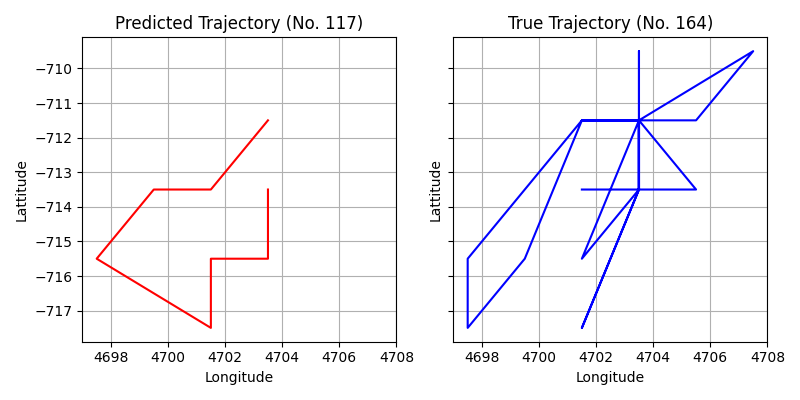 Predicted Trajectory (No. 117)
True Trajectory (No. 164)
−710
−711
−712
−713
−714
−715
−716
−717
Lattitude
Lattitude
4698 4700 4702 4704 4706 4708
4698 4700 4702 4704 4706 4708
Longitude
Longitude